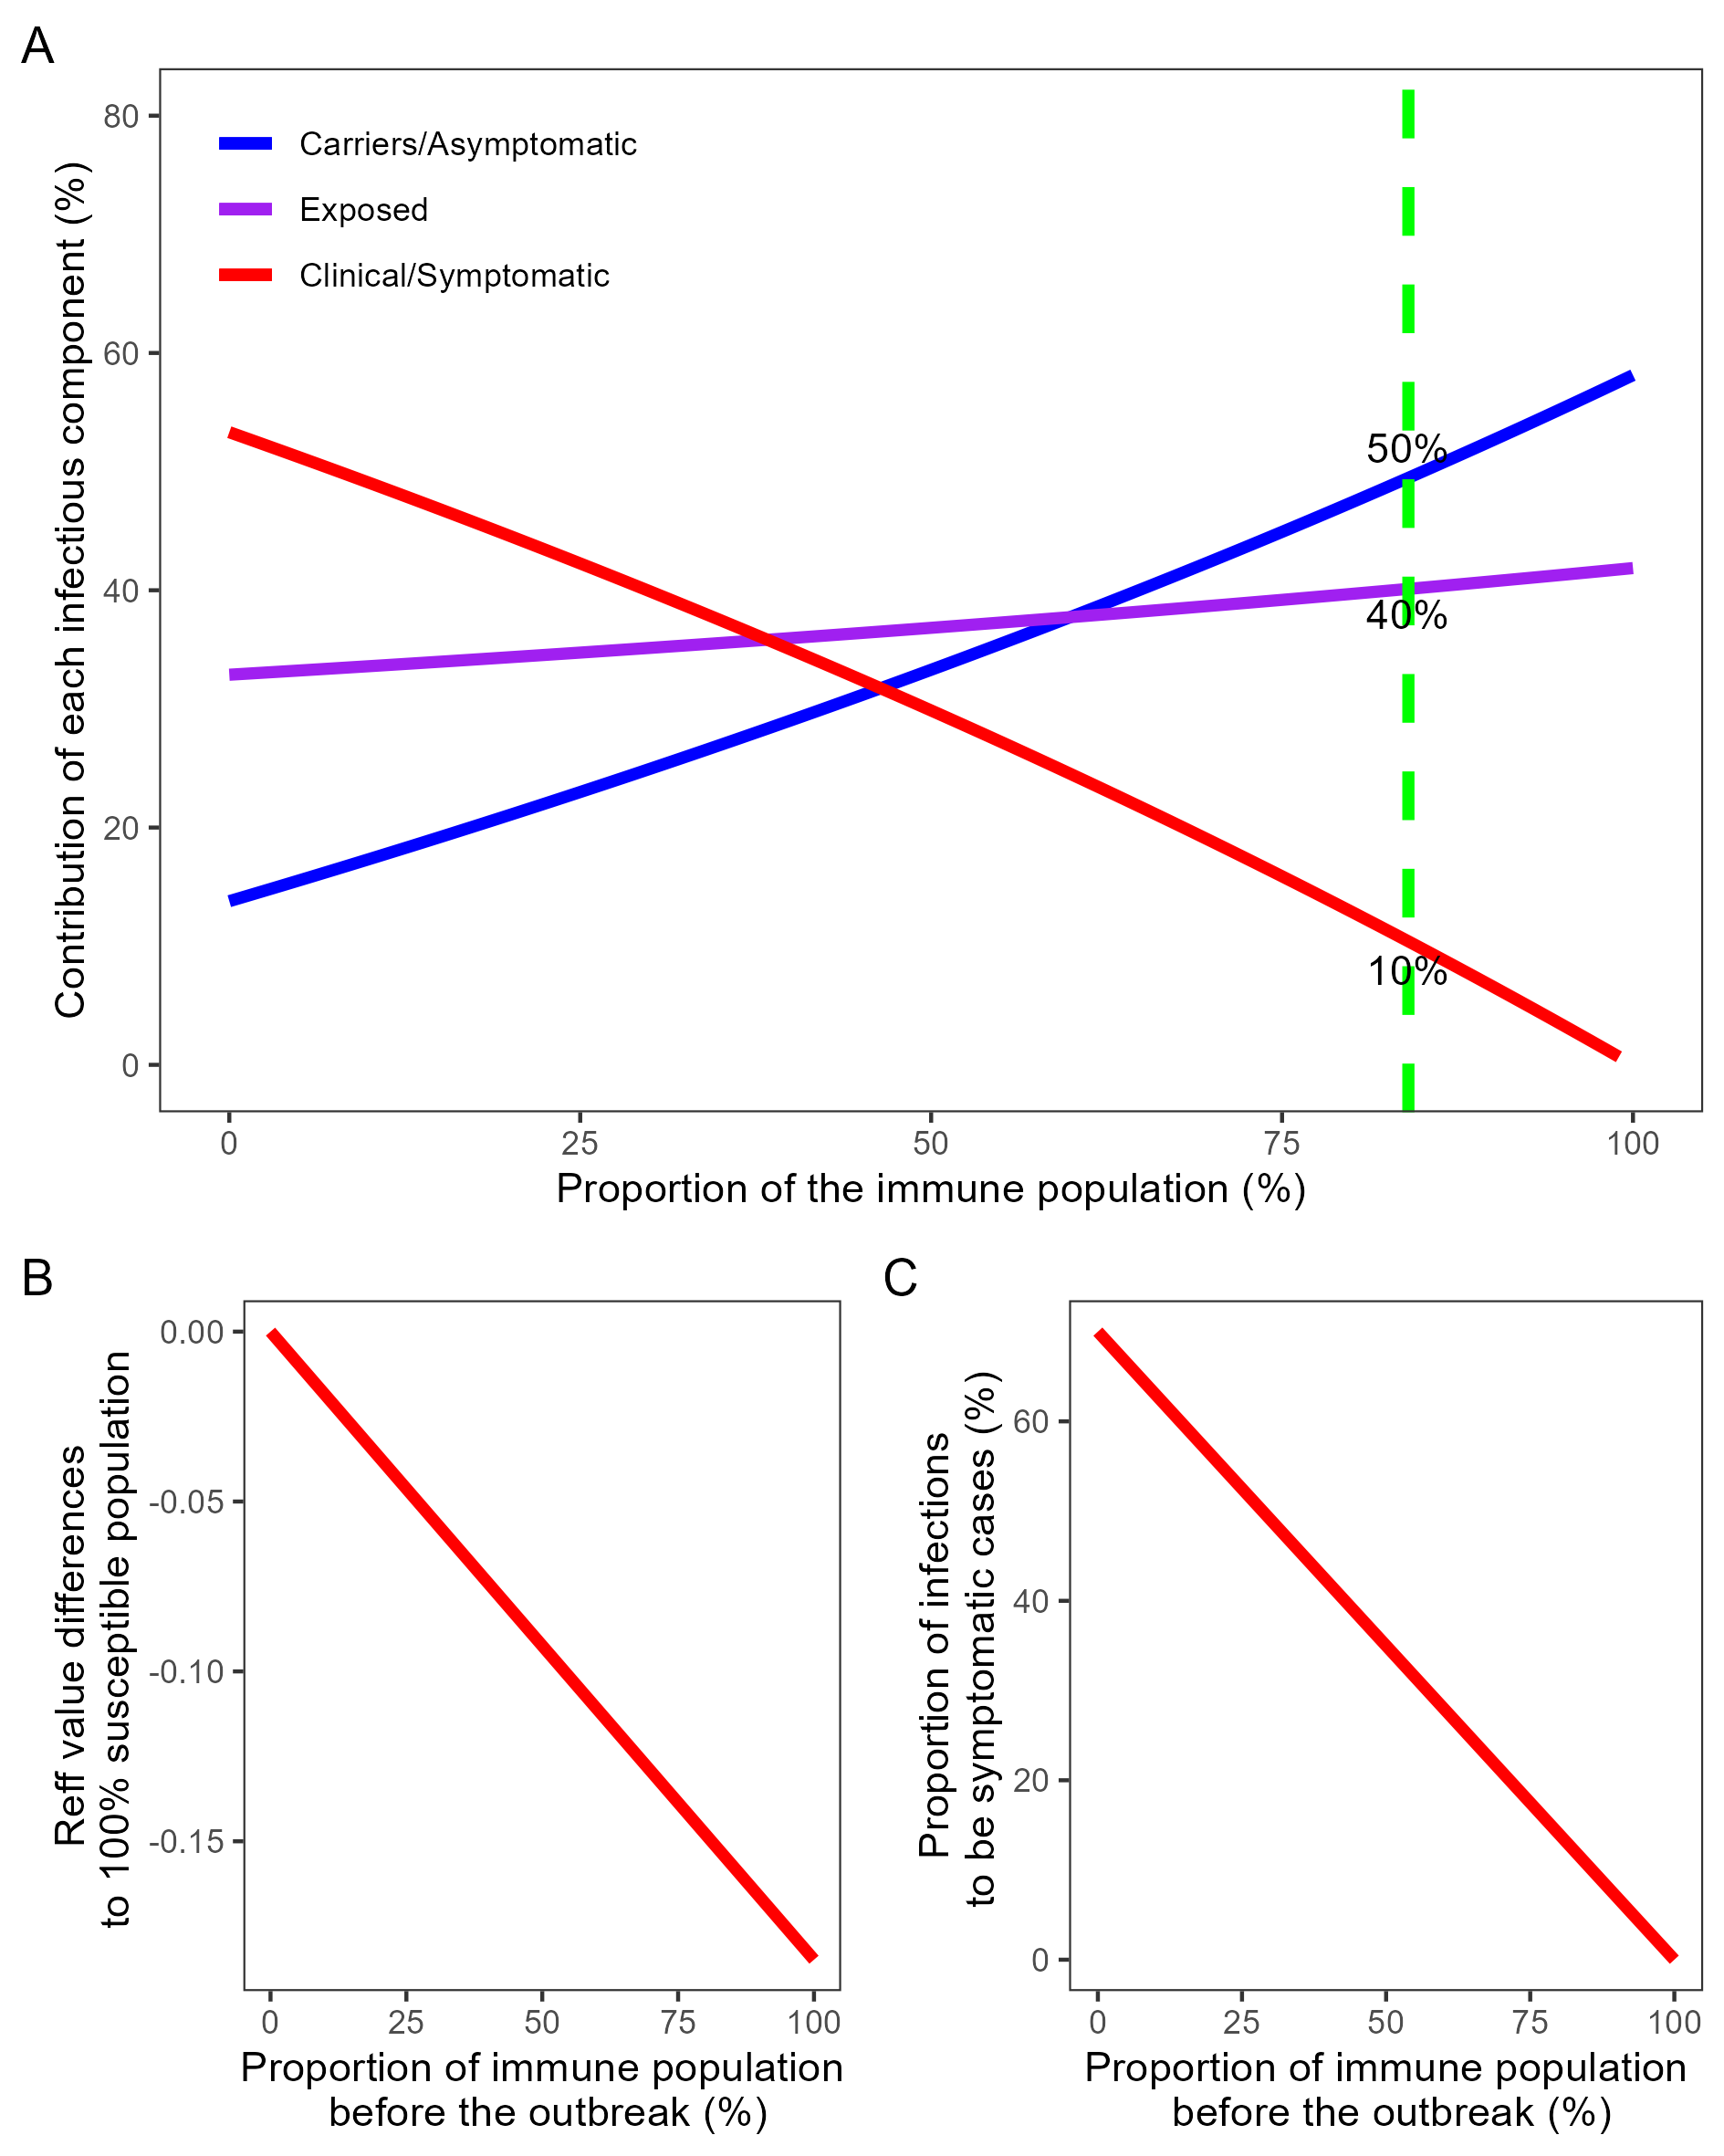 A
Contribution of each infectious component (%)
80
60
40
20
0
Carriers/Asymptomatic
Exposed
Clinical/Symptomatic
50%
40%
10%
0 25 50 75 100
Proportion of the immune population (%)
B
Reff value differences
to 100% susceptible population
0.00
-0.05
-0.10
-0.15
0 25 50 75 100
Proportion of immune population
before the outbreak (%)
C
Proportion of infections
to be symptomatic cases (%)
60
40
20
0
0 25 50 75 100
Proportion of immune population
before the outbreak (%)